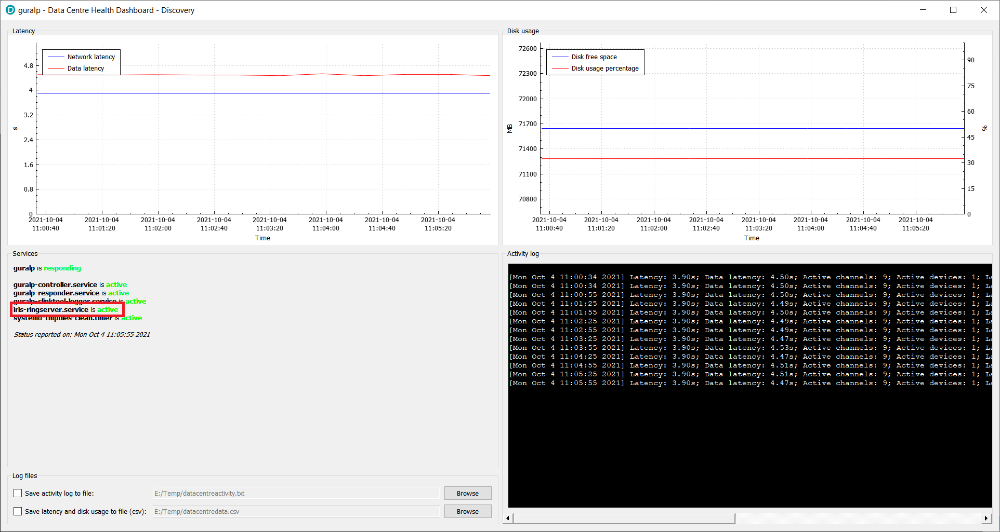 guralp - Data Centre Health Dashboard - Discovery
Latency
Network latency
Data latency
4.8
4
3.2
2.4
1.6
0.8
0
s
2021-10-04 2021-10-04 2021-10-04 2021-10-04 2021-10-04 2021-10-04 2021-10-04 2021-10-04
11:00:40 11:01:20 11:02:00 11:02:40 11:03:20 11:04:00 11:04:40 11:05:20
Time
Disk usage
Disk free space
Disk usage percentage
72600
72300
72000
71700
71400
71100
70800
MB
90
75
60
45
30
15
0
%
2021-10-04 2021-10-04 2021-10-04 2021-10-04 2021-10-04 2021-10-04 2021-10-04 2021-10-04
11:00:40 11:01:20 11:02:00 11:02:40 11:03:20 11:04:00 11:04:40 11:05:20
Time
Services
guralp is responding
guralp-controller.service is active
guralp-responder.service is active
guralp-slinktool-logger.service is active
iris-ringserver.service is active
systemd-tmpfiles-clean.timer is active
Status reported on: Mon Oct 4 11:05:55 2021
Activity log
[Mon Oct 4 11:00:34 2021] Latency: 3.90s; Data latency: 4.50s; Active channels: 9; Active devices: 1; La
[Mon Oct 4 11:00:34 2021] Latency: 3.90s; Data latency: 4.50s; Active channels: 9; Active devices: 1; La
[Mon Oct 4 11:00:55 2021] Latency: 3.90s; Data latency: 4.50s; Active channels: 9; Active devices: 1; La
[Mon Oct 4 11:01:25 2021] Latency: 3.90s; Data latency: 4.49s; Active channels: 9; Active devices: 1; La
[Mon Oct 4 11:01:55 2021] Latency: 3.90s; Data latency: 4.50s; Active channels: 9; Active devices: 1; La
[Mon Oct 4 11:02:25 2021] Latency: 3.90s; Data latency: 4.49s; Active channels: 9; Active devices: 1; La
[Mon Oct 4 11:02:55 2021] Latency: 3.90s; Data latency: 4.49s; Active channels: 9; Active devices: 1; La
[Mon Oct 4 11:03:25 2021] Latency: 3.90s; Data latency: 4.47s; Active channels: 9; Active devices: 1; La
[Mon Oct 4 11:03:55 2021] Latency: 3.90s; Data latency: 4.53s; Active channels: 9; Active devices: 1; La
[Mon Oct 4 11:04:25 2021] Latency: 3.90s; Data latency: 4.47s; Active channels: 9; Active devices: 1; La
[Mon Oct 4 11:04:55 2021] Latency: 3.90s; Data latency: 4.51s; Active channels: 9; Active devices: 1; La
[Mon Oct 4 11:05:25 2021] Latency: 3.90s; Data latency: 4.51s; Active channels: 9; Active devices: 1; La
[Mon Oct 4 11:05:55 2021] Latency: 3.90s; Data latency: 4.47s; Active channels: 9; Active devices: 1; La
Log files
Save activity log to file: E:/Temp/datacentreactivity.txt Browse
Save latency and disk usage to file (csv): E:/Temp/datacentredata.csv Browse